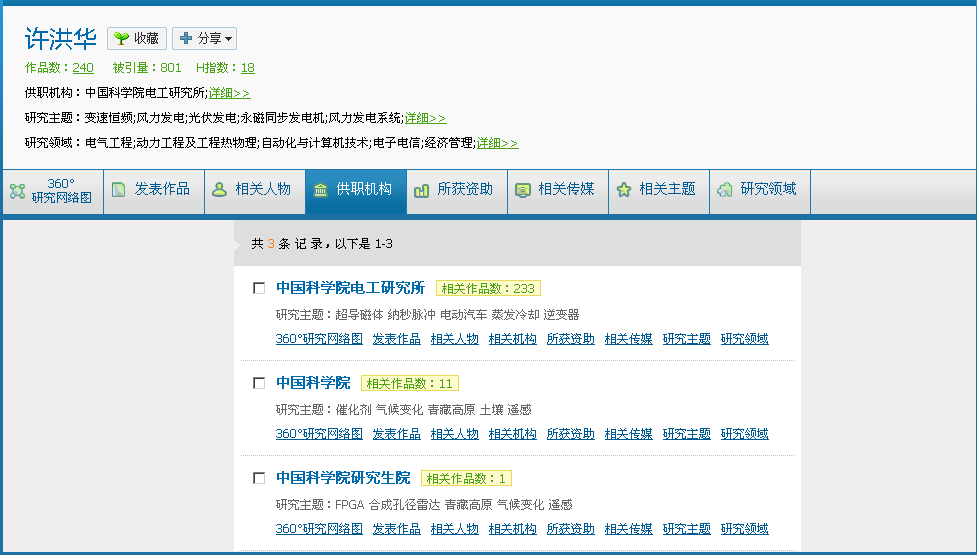 许洪华 收藏 分享
作品数：240 被引量：801 H指数：18
供职机构：中国科学院电工研究所;详细>>
研究主题：变速恒频;风力发电;光伏发电;永磁同步发电机;风力发电系统;详细>>
研究领域：电气工程;动力工程及工程热物理;自动化与计算机技术;电子电信;经济管理;详细>>
360°
研究网络图 发表作品 相关人物 供职机构 所获资助 相关传媒 相关主题 研究领域
共 3 条 记 录，以下是 1-3
中国科学院电工研究所 相关作品数：233
研究主题：超导磁体 纳秒脉冲 电动汽车 蒸发冷却 逆变器
360°研究网络图 发表作品 相关人物 相关机构 所获资助 相关传媒 研究主题 研究领域
中国科学院 相关作品数：11
研究主题：催化剂 气候变化 青藏高原 土壤 遥感
360°研究网络图 发表作品 相关人物 相关机构 所获资助 相关传媒 研究主题 研究领域
中国科学院研究生院 相关作品数：1
研究主题：FPGA 合成孔径雷达 青藏高原 气候变化 遥感
360°研究网络图 发表作品 相关人物 相关机构 所获资助 相关传媒 研究主题 研究领域